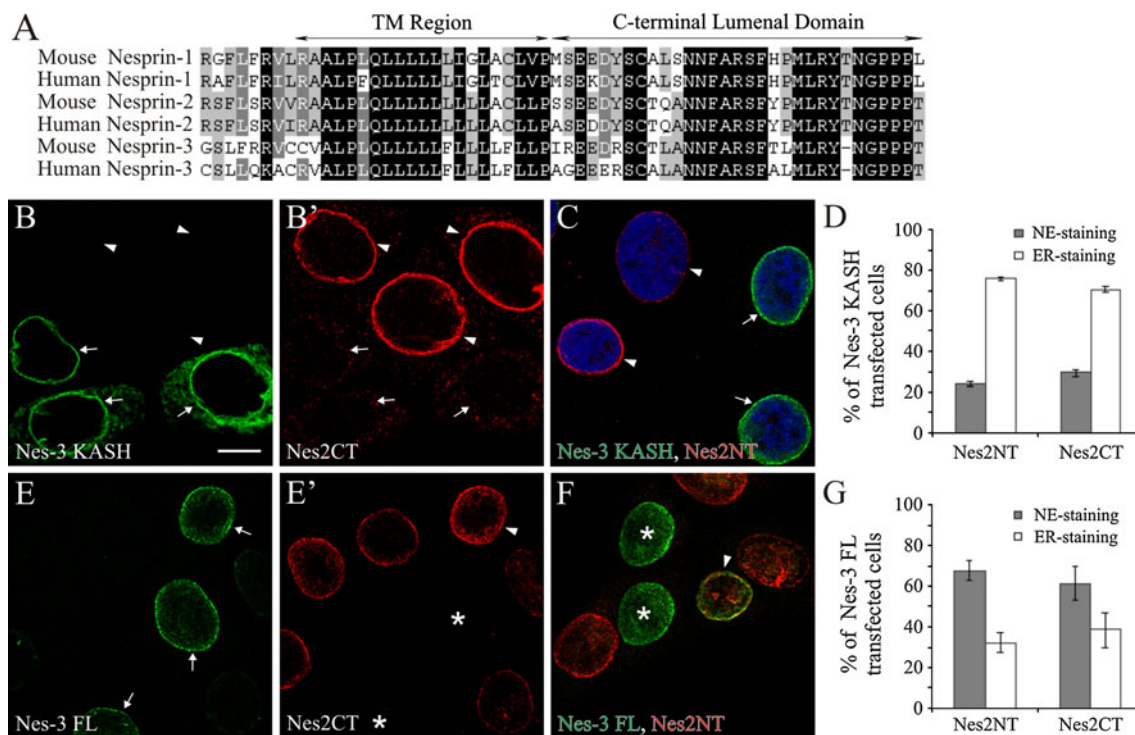 A
TM Region
C-terminal Lumenal Domain
Mouse Nesprin-1 RGFLFRVLRAALPLQLLLLLLIGLACLVPMSEEDYSCALSNNFARSFHPMLRYTNGPPPL
Human Nesprin-1 RAFLFRILRAALPFQLLLLLLIGLACLVPMSEKDYSCALSNNFARSFHPMLRYTNGPPPL
Mouse Nesprin-2 RSFLSRVVRAALPLQLLLLLLLLLACLLPSSEEDYSCTQANNFARSFYPMLRYTNGPPPT
Human Nesprin-2 RSFLSRVIRAALPLQLLLLLLLLLACLLPASEDDYSCTQANNFARSFYPMLRYTNGPPPT
Mouse Nesprin-3 GSLFRRVCCVALPLQLLLLLFLLLLFLLPIREEDRSCTLANNFARSFTLMLRY-NGPPPT
Human Nesprin-3 CSLLQKACRVALPLQLLLLLFLLLLFLLPAGEEERSCALANNFARSFALMLRY-NGPPPT
B
Nes-3 KASH
B'
Nes2CT
C
Nes-3 KASH, Nes2NT
D
% of Nes-3 KASH
transfected cells
100
80
60
40
20
0
NE-staining
ER-staining
Nes2NT Nes2CT
E
Nes-3 FL
E'
Nes2CT *
*
F
*
*
Nes-3 FL, Nes2NT
G
% of Nes-3 FL
transfected cells
100
80
60
40
20
0
NE-staining
ER-staining
Nes2NT Nes2CT